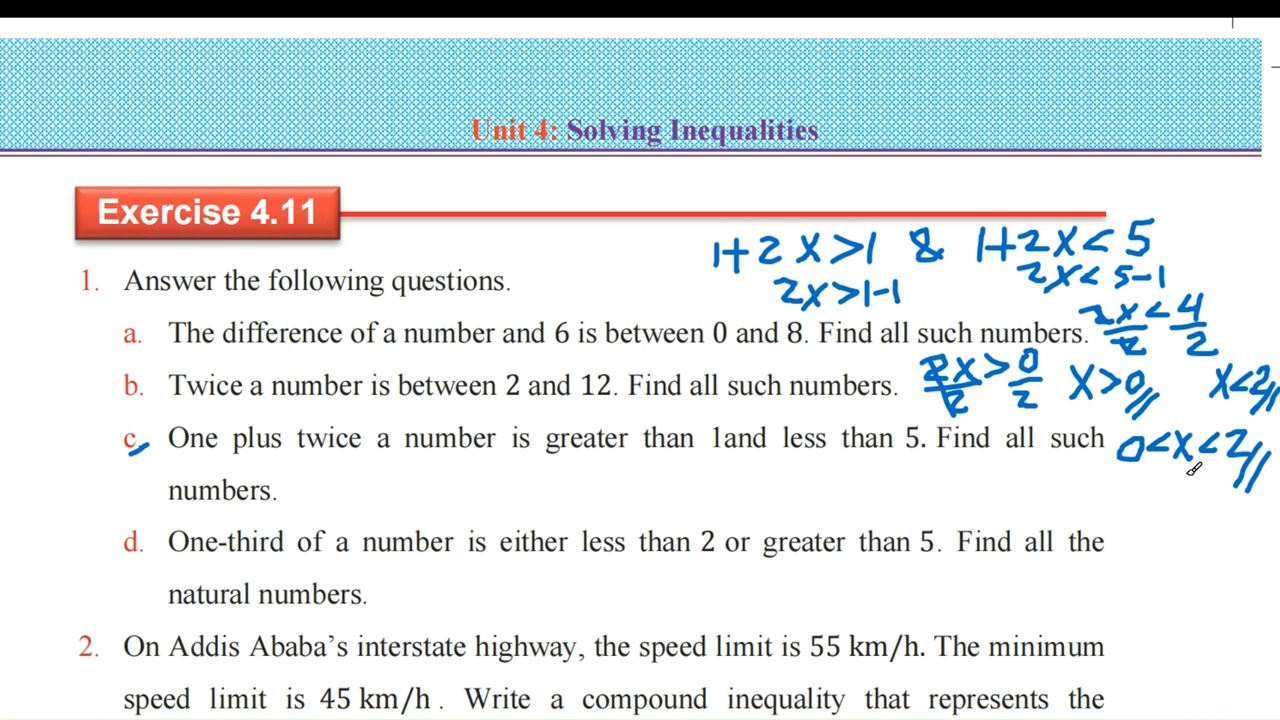 Unit 4: Solving Inequalities
Exercise 4.11
1+2x>1 & 1+2x<5
2x>1-1
2x<5-1
1. Answer the following questions.
2x/2<4/2
a. The difference of a number and 6 is between 0 and 8. Find all such numbers.
2x/2>0/2 x>0// x<2//
b. Twice a number is between 2 and 12. Find all such numbers.
c. One plus twice a number is greater than 1and less than 5. Find all such
0<x<2//
numbers.
d. One-third of a number is either less than 2 or greater than 5. Find all the
natural numbers.
2. On Addis Ababa’s interstate highway, the speed limit is 55 km/h. The minimum
speed limit is 45 km/h . Write a compound inequality that represents the